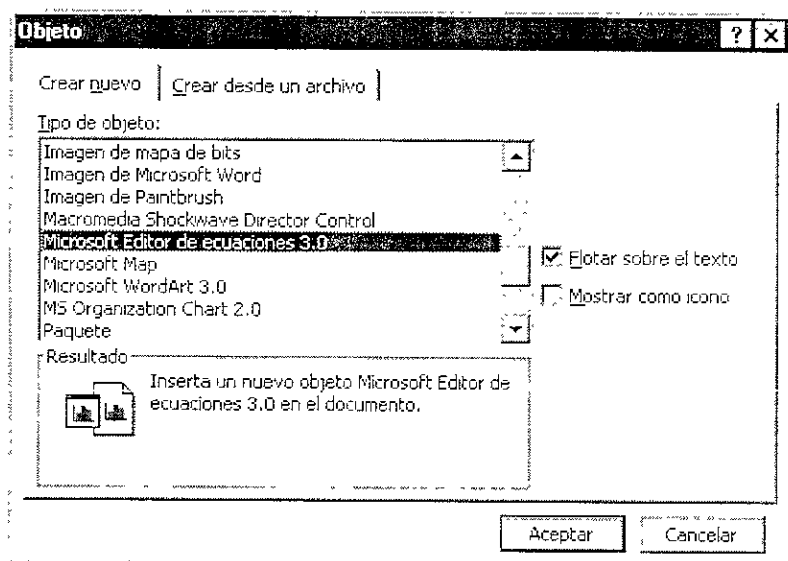 Objeto
? X
Crear nuevo Crear desde un archivo
Tipo de objeto:
Imagen de mapa de bits
Imagen de Microsoft Word
Imagen de Paintbrush
Macromedia Shockwave Director Control
Microsoft Editor de ecuaciones 3.0
Microsoft Map
Microsoft WordArt 3.0
MS Organization Chart 2.0
Paquete
Flotar sobre el texto
Mostrar como icono
Resultado
Inserta un nuevo objeto Microsoft Editor de
ecuaciones 3.0 en el documento.
Aceptar Cancelar